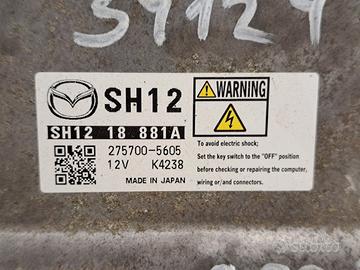 SH12
SH12 18 881A
275700-5605
12V K4238
MADE IN JAPAN
WARNING
To avoid electric shock;
Set the key switch to the "OFF" position
before checking or repairing the computer,
wiring or/and connectors.
subito